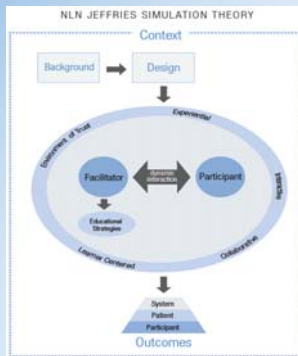 NLN JEFFRIES SIMULATION THEORY
Context
Background
Design
Environment of Trust
Experiential
Interactive
Collaborative
Learner Centered
Facilitator
dynamic
interaction
Participant
Educational
Strategies
System
Patient
Participant
Outcomes